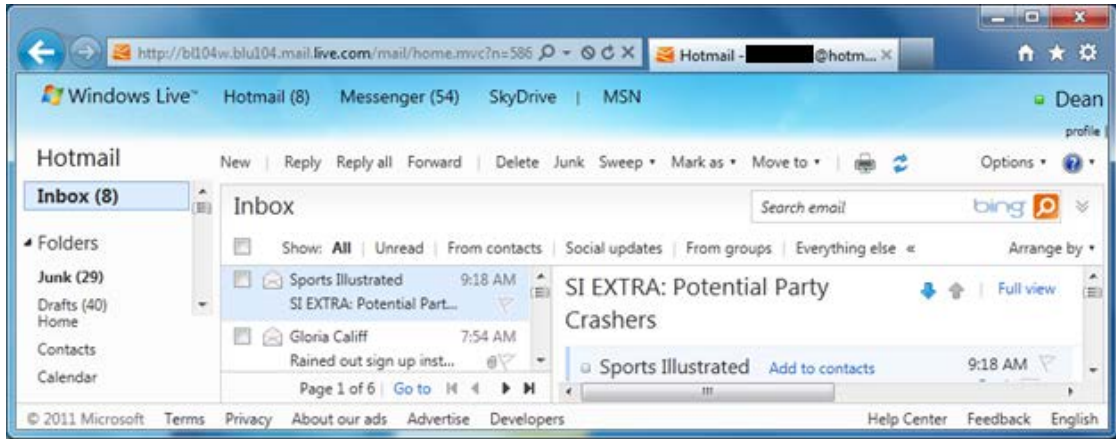 http://bl104w.blu104.mail.live.com/mail/home.mvc?n=586 Hotmail - @hotm...
Windows Live™ Hotmail (8) Messenger (54) SkyDrive | MSN Dean
profile |
Hotmail New | Reply Reply all Forward | Delete Junk Sweep Mark as Move to | Options
Inbox (8) Inbox Search email bing
Folders Show: All | Unread | From contacts | Social updates | From groups | Everything else « Arrange by
Junk (29) Sports Illustrated 9:18 AM SI EXTRA: Potential Party Full view
Drafts (40) SI EXTRA: Potential Part... Crashers
Home
Contacts Gloria Califf 7:54 AM
Rained out sign up inst... Sports Illustrated Add to contacts 9:18 AM
Calendar Page 1 of 6 | Go to
© 2011 Microsoft Terms Privacy About our ads Advertise Developers Help Center Feedback English